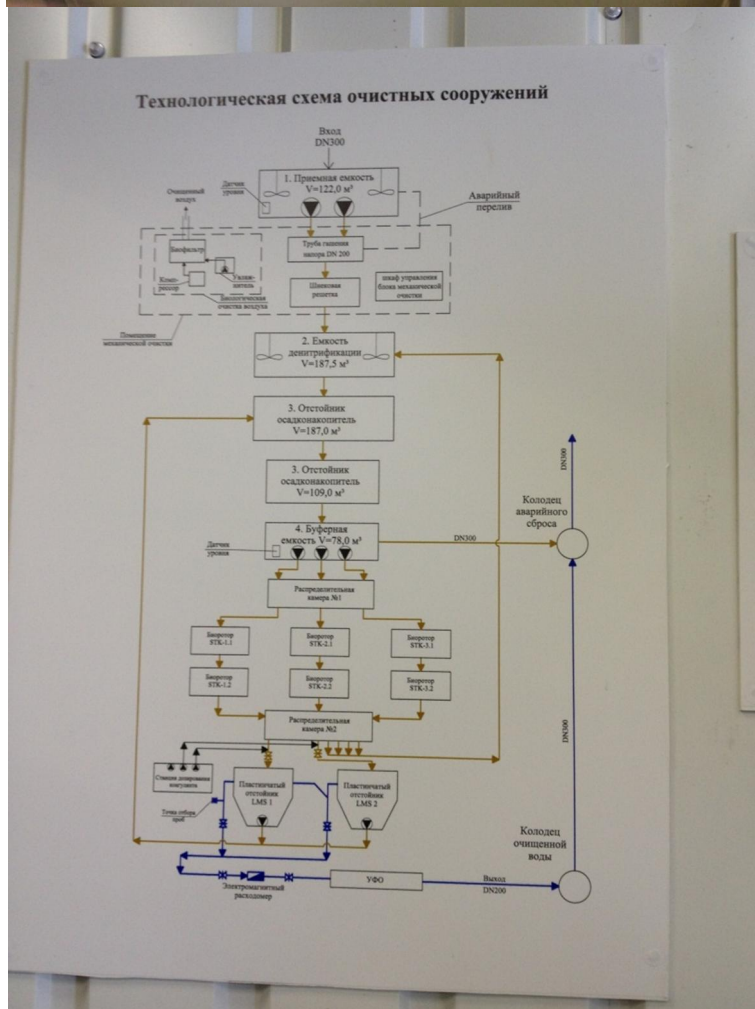 Технологическая схема очистных сооружений
Вход
DN300
1. Приемная емкость
V=122,0 м³
Датчик
уровня
Очищенный
воздух
Аварийный
перелив
Биофильтр
Труба гашения
напора DN 200
Комп-
рессор
Увлаж-
нитель
Шнековая
решетка
шкаф управления
блока механической
очистки
Биологическая
очистка воздуха
Помещение
механической очистки
2. Емкость
денитрификации
V=187,5 м³
3. Отстойник
осадконакопитель
V=187,0 м³
3. Отстойник
осадконакопитель
V=109,0 м³
DN300
Колодец
аварийного
сброса
4. Буферная
емкость V=78,0 м³
Датчик
уровня
DN300
Распределительная
камера №1
Биоротор
STK-1.1
Биоротор
STK-2.1
Биоротор
STK-3.1
Биоротор
STK-1.2
Биоротор
STK-2.2
Биоротор
STK-3.2
Распределительная
камера №2
DN300
Станция дозирования
коагулянта
Пластинчатый
отстойник
LMS 1
Пластинчатый
отстойник
LMS 2
Точка отбора
проб
Колодец
очищенной
воды
Электромагнитный
расходомер
УФО
Выход
DN200